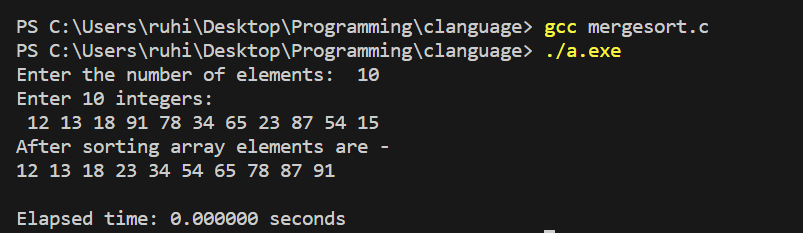 PS C:\Users\ruhi\Desktop\Programming\clanguage> gcc mergesort.c
PS C:\Users\ruhi\Desktop\Programming\clanguage> ./a.exe
Enter the number of elements:  10
Enter 10 integers:
 12 13 18 91 78 34 65 23 87 54 15
After sorting array elements are -
12 13 18 23 34 54 65 78 87 91

Elapsed time: 0.000000 seconds